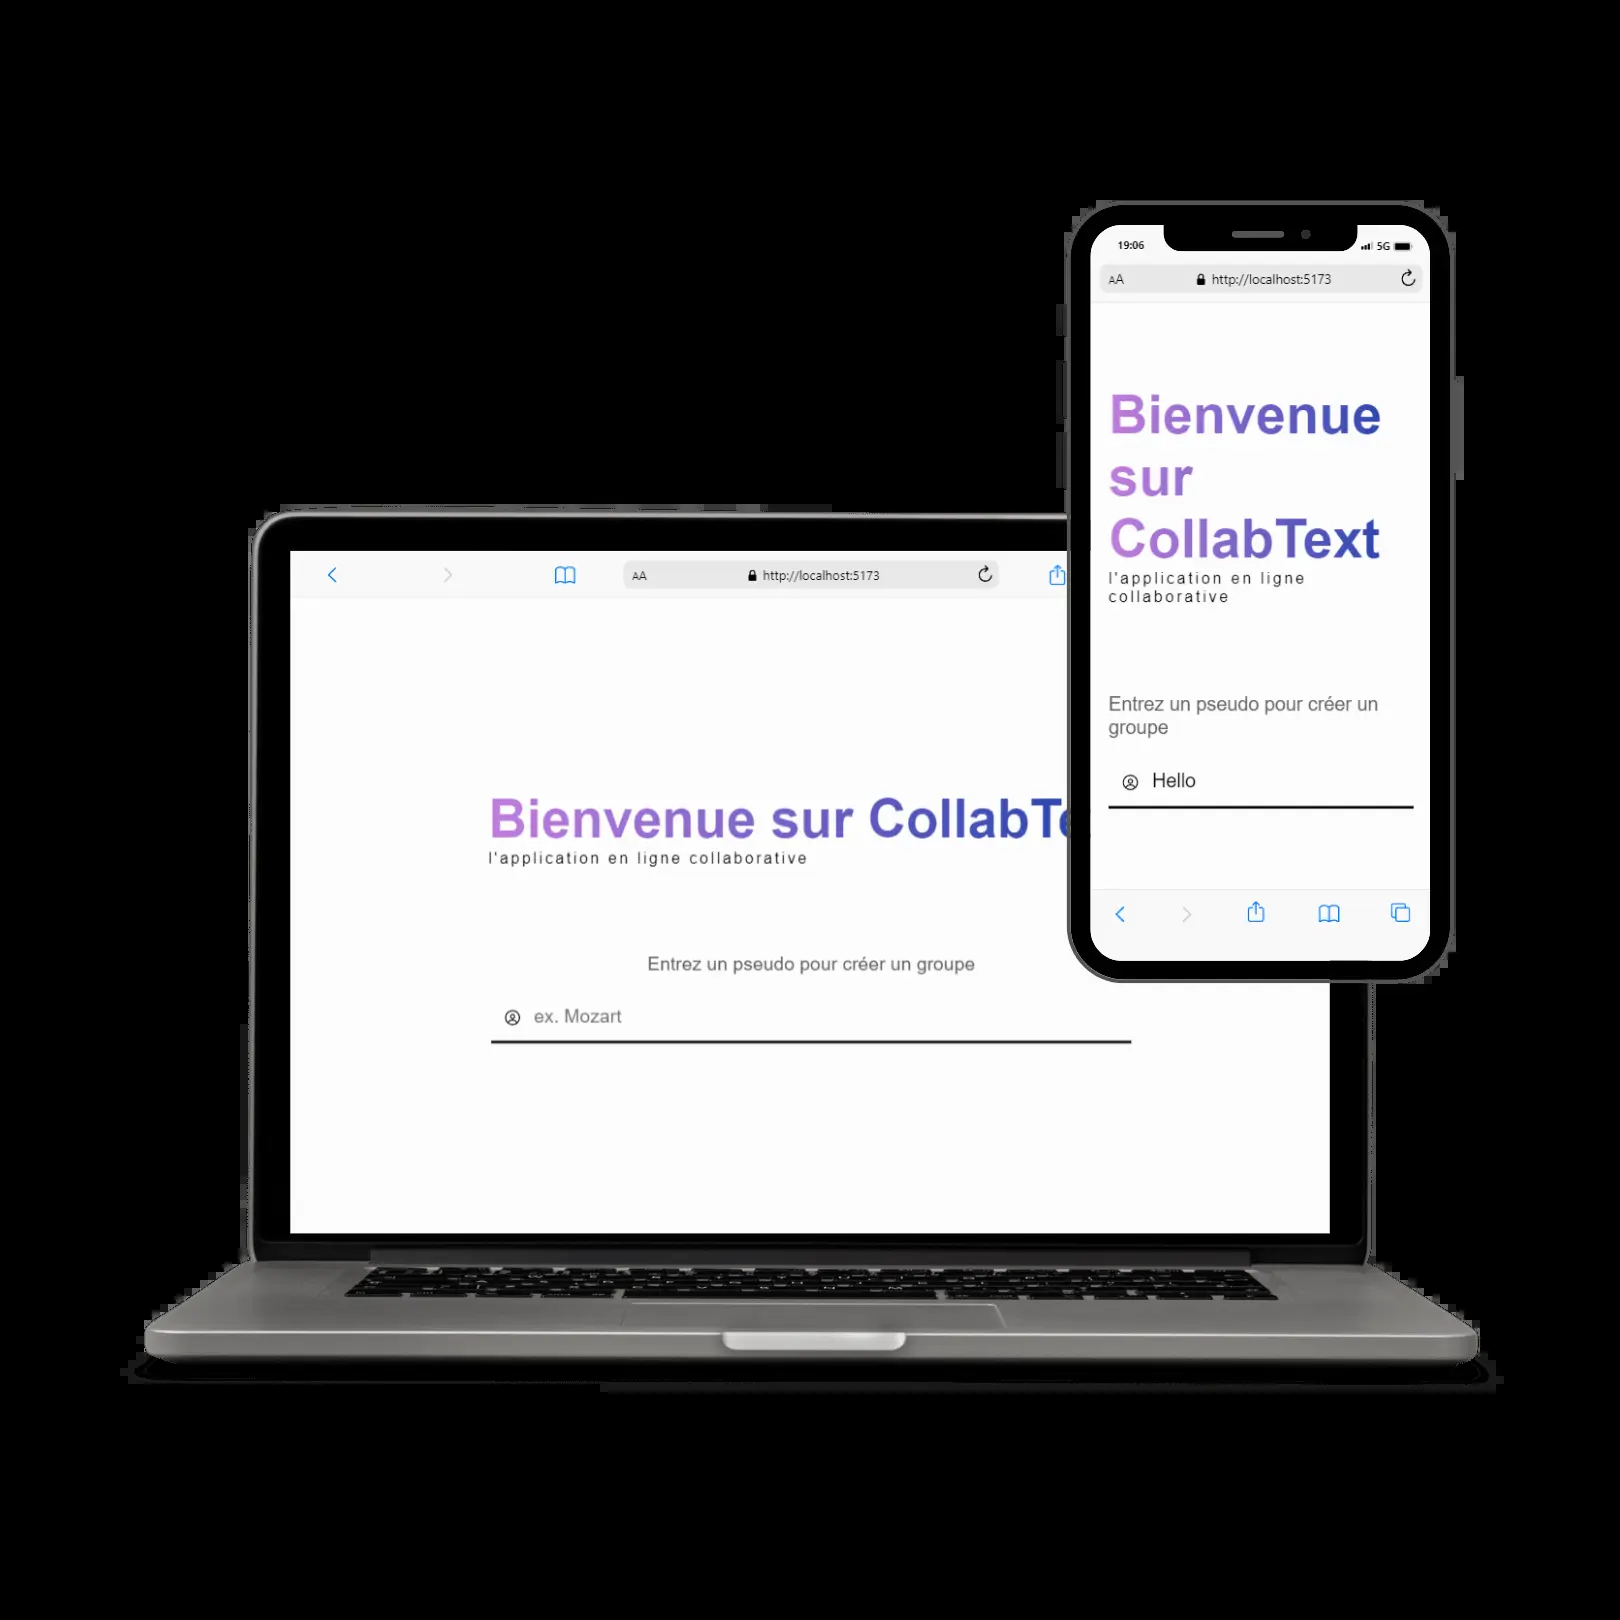 19:06
5G
AA
http://localhost:5173
Bienvenue
sur
CollabText
l'application en ligne
collaborative
Entrez un pseudo pour créer un
groupe
Hello
AA
http://localhost:5173
Bienvenue sur CollabTe
l'application en ligne collaborative
Entrez un pseudo pour créer un groupe
ex. Mozart